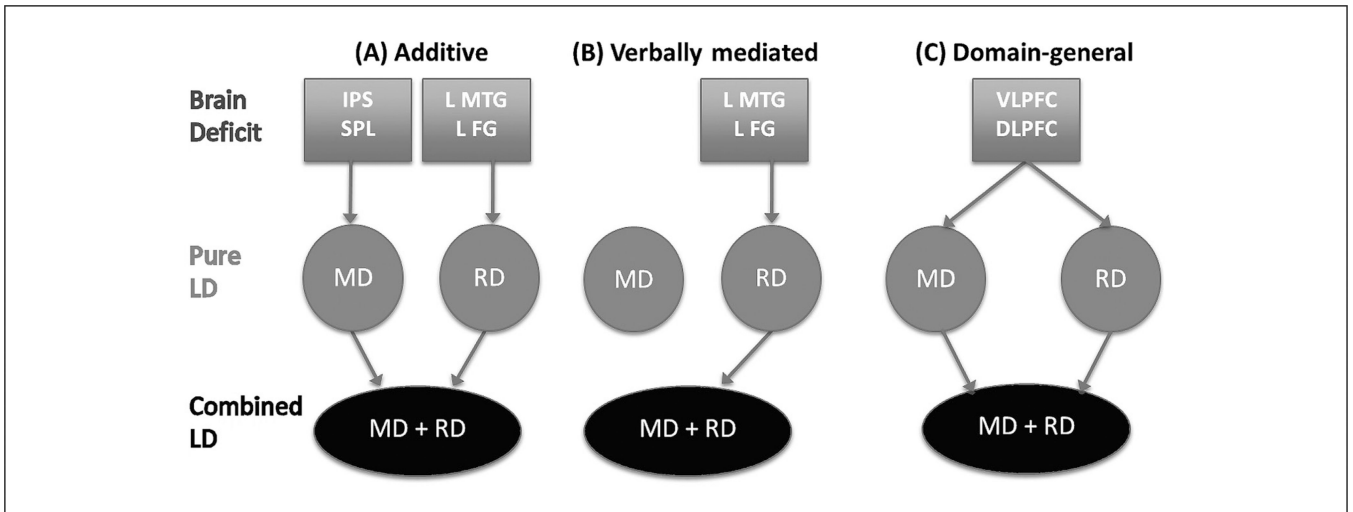 (A) Additive
(B) Verbally mediated
(C) Domain-general
Brain
Deficit
IPS
SPL
L MTG
L FG
L MTG
L FG
VLPFC
DLPFC
Pure
LD
MD
RD
MD
RD
MD
RD
Combined
LD
MD + RD
MD + RD
MD + RD